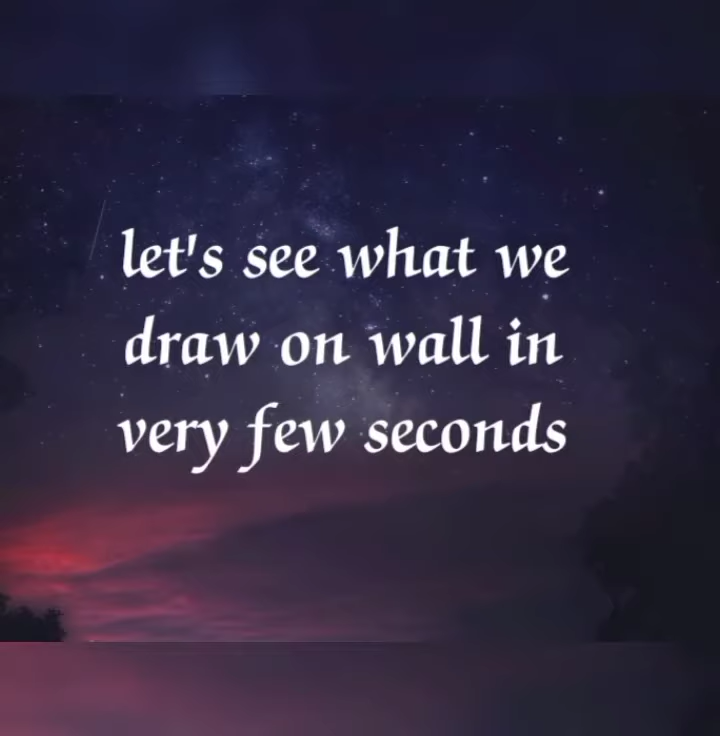 let's see what we
draw on wall in
very few seconds